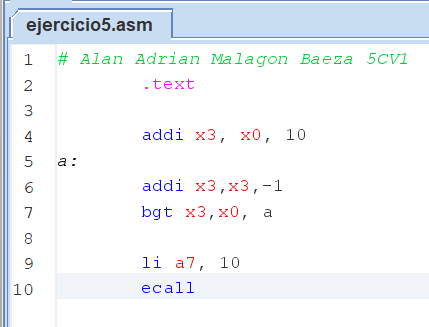 ejercicio5.asm
1 # Alan Adrian Malagon Baeza 5CV1
2 .text
3
4 addi x3, x0, 10
5 a:
6 addi x3,x3,-1
7 bgt x3,x0, a
8
9 li a7, 10
10 ecall